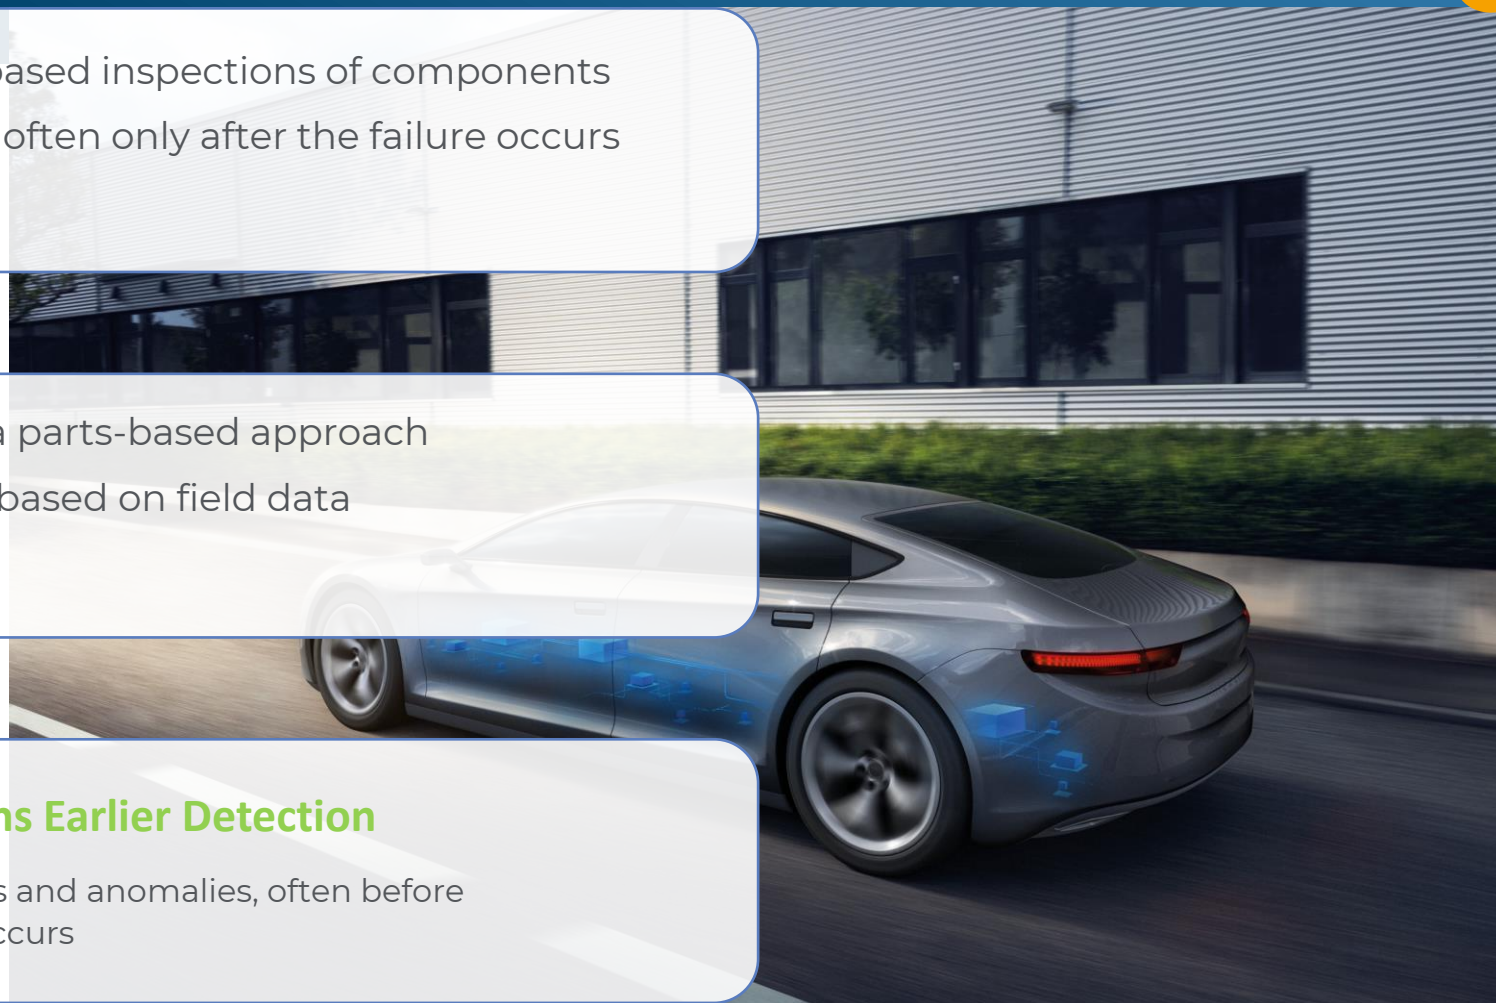 based inspections of components
often only after the failure occurs
a parts-based approach
based on field data
ns Earlier Detection
s and anomalies, often before
ccurs